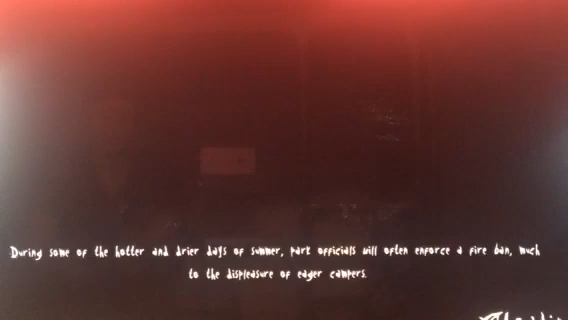 During some of the hotter and drier days of summer, park officials will often enforce a fire ban, much
to the displeasure of eager campers.